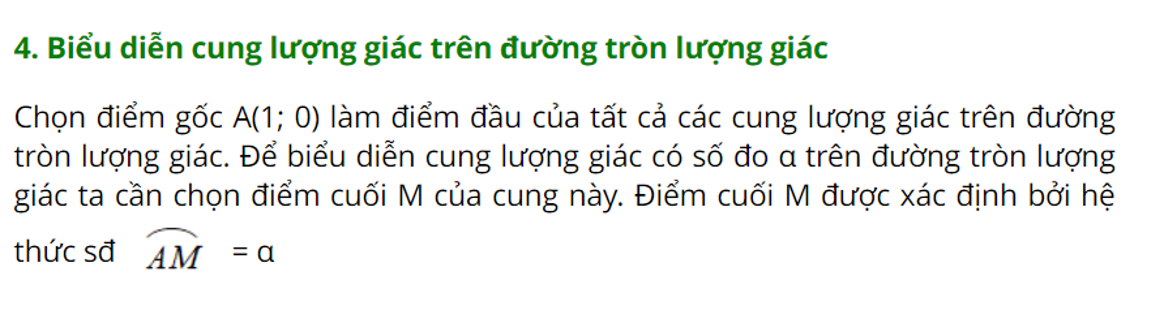 4. Biểu diễn cung lượng giác trên đường tròn lượng giác
Chọn điểm gốc A(1; 0) làm điểm đầu của tất cả các cung lượng giác trên đường
tròn lượng giác. Để biểu diễn cung lượng giác có số đo α trên đường tròn lượng
giác ta cần chọn điểm cuối M của cung này. Điểm cuối M được xác định bởi hệ
thức sđ \overset{\frown}{AM} = α